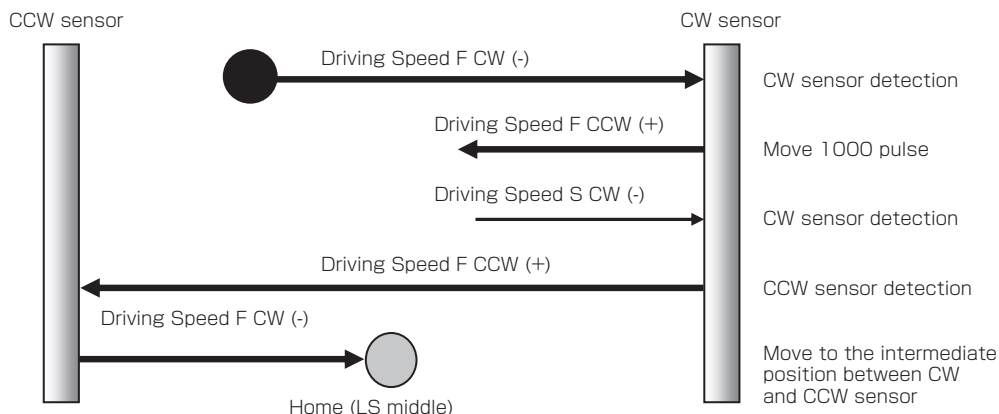 CCW sensor
CW sensor
Driving Speed F CW (-)
CW sensor detection
Driving Speed F CCW (+)
Move 1000 pulse
Driving Speed S CW (-)
CW sensor detection
Driving Speed F CCW (+)
CCW sensor detection
Driving Speed F CW (-)
Move to the intermediate
position between CW
and CCW sensor
Home (LS middle)